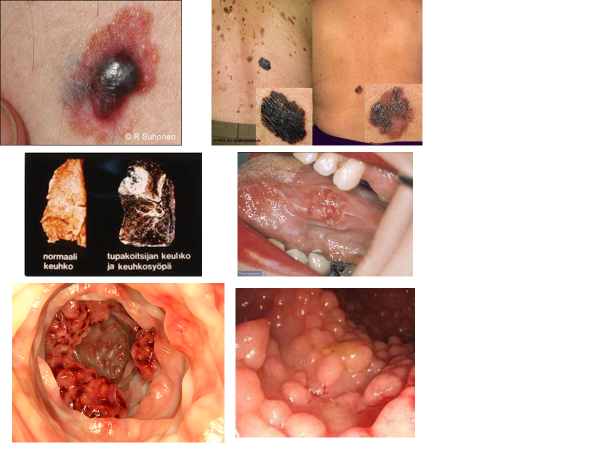 © R Suhonen
normaali
keuhko
tupakoitsijan keuhko
ja keuhkosyöpä